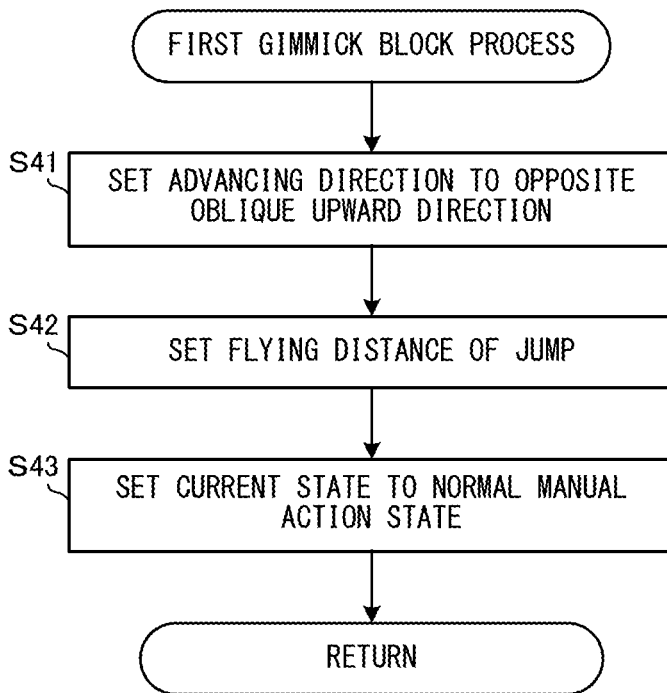 FIRST GIMMICK BLOCK PROCESS
S41
SET ADVANCING DIRECTION TO OPPOSITE
OBLIQUE UPWARD DIRECTION
S42
SET FLYING DISTANCE OF JUMP
S43
SET CURRENT STATE TO NORMAL MANUAL
ACTION STATE
RETURN